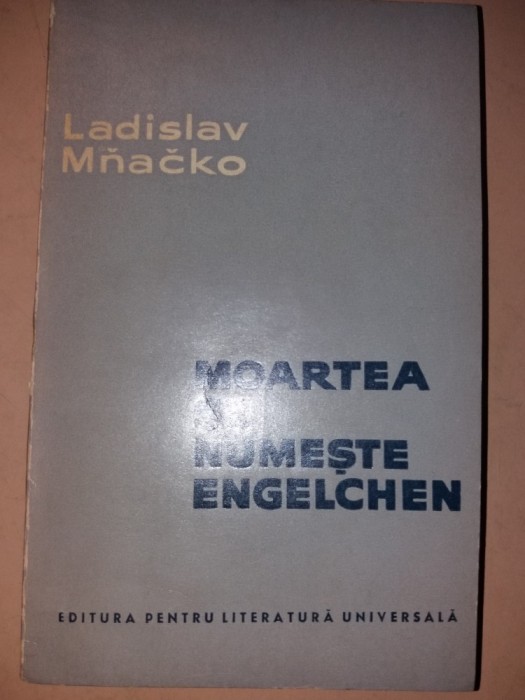 Ladislav
Mňačko
MOARTEA
NUMEȘTE
ENGELCHEN
EDITURA PENTRU LITERATURĂ UNIVERSALĂ